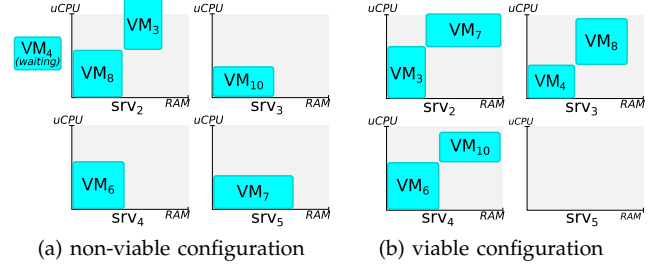 uCPU
VM4
(waiting)
VM8
VM3
srv2
RAM
uCPU
VM10
srv3
RAM
uCPU
VM3
VM7
srv2
RAM
uCPU
VM4
VM8
srv3
RAM
uCPU
VM6
srv4
RAM
uCPU
VM7
srv5
RAM
uCPU
VM6
VM10
srv4
RAM
uCPU
srv5
RAM
(a) non-viable configuration
(b) viable configuration